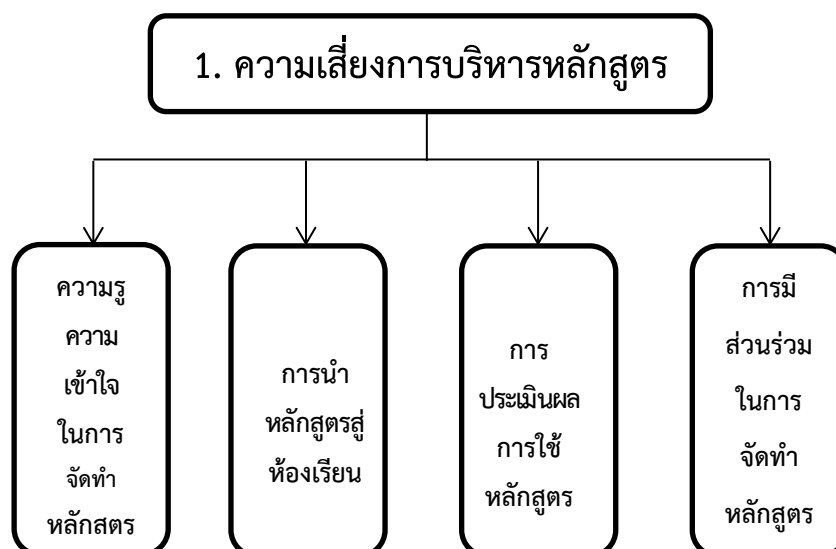 1. ความเสี่ยงการบริหารหลักสูตร
ความรู
ความ
เข้าใจ
ในการ
จัดทำ
หลักสตร
การนำ
หลักสูตรสู่
ห้องเรียน
การ
ประเมินผล
การใช้
หลักสูตร
การมี
ส่วนร่วม
ในการ
จัดทำ
หลักสูตร